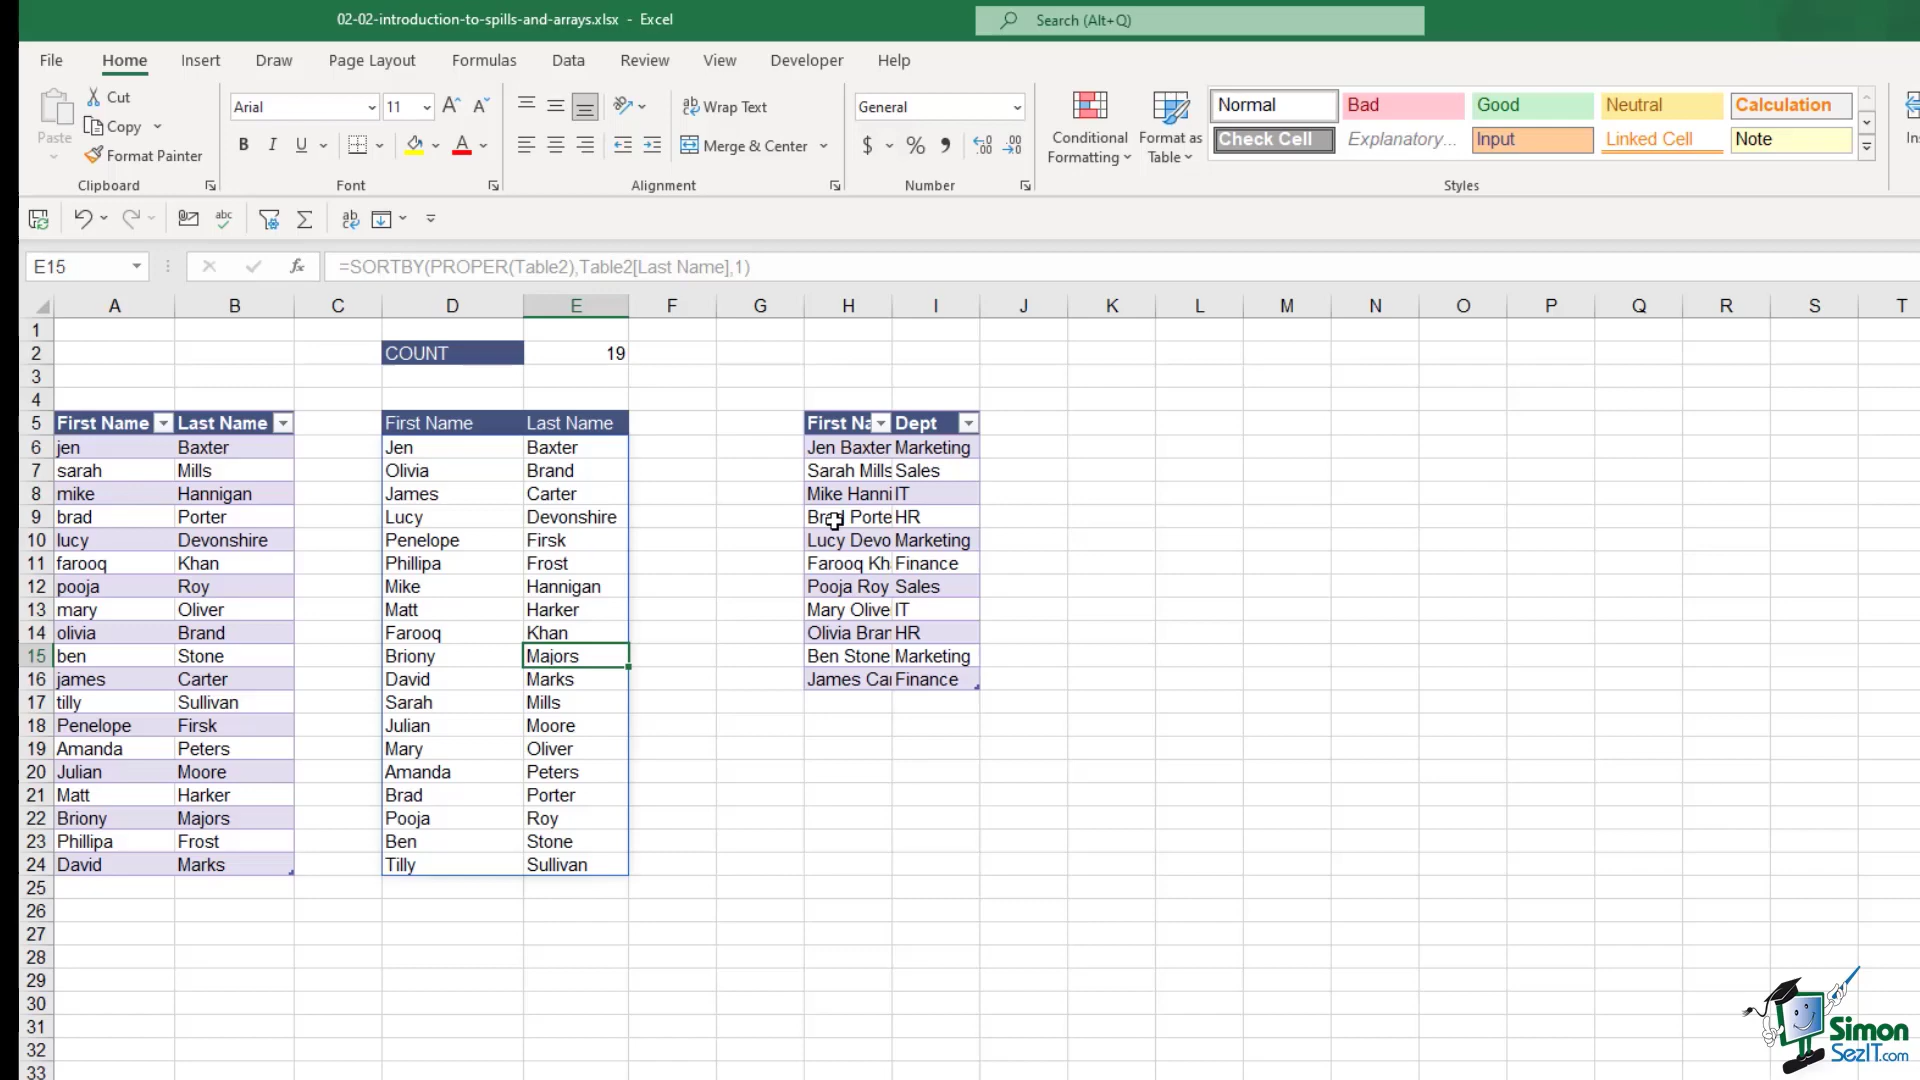 02-02-introduction-to-spills-and-arrays.xlsx - Excel
Search (Alt+Q)
File Home Insert Draw Page Layout Formulas Data Review View Developer Help
Paste
Cut
Copy
Format Painter
Clipboard
Arial 11
B I U
Font
Wrap Text
Merge & Center
Alignment
General
$ % 9
Number
Conditional Formatting
Format as Table
Normal Bad Good Neutral Calculation
Check Cell Explanatory... Input Linked Cell Note
Styles
E15 fx =SORTBY(PROPER(Table2),Table2[Last Name],1)
A B C D E F G H I J K L M N O P Q R S T
1
2 COUNT 19
3
4
5 First Name Last Name First Name Last Name First Na Dept
6 jen Baxter Jen Baxter Jen Baxter Marketing
7 sarah Mills Olivia Brand Sarah Mills Sales
8 mike Hannigan James Carter Mike Hanni IT
9 brad Porter Lucy Devonshire Brad Porte HR
10 lucy Devonshire Penelope Firsk Lucy Devo Marketing
11 farooq Khan Phillipa Frost Farooq Kh Finance
12 pooja Roy Mike Hannigan Pooja Roy Sales
13 mary Oliver Matt Harker Mary Olive IT
14 olivia Brand Farooq Khan Olivia Bran HR
15 ben Stone Briony Majors Ben Stone Marketing
16 james Carter David Marks James Car Finance
17 tilly Sullivan Sarah Mills
18 Penelope Firsk Julian Moore
19 Amanda Peters Mary Oliver
20 Julian Moore Amanda Peters
21 Matt Harker Brad Porter
22 Briony Majors Pooja Roy
23 Phillipa Frost Ben Stone
24 David Marks Tilly Sullivan
25
26
27
28
29
30
31
32
33
Simon
SezIT.com